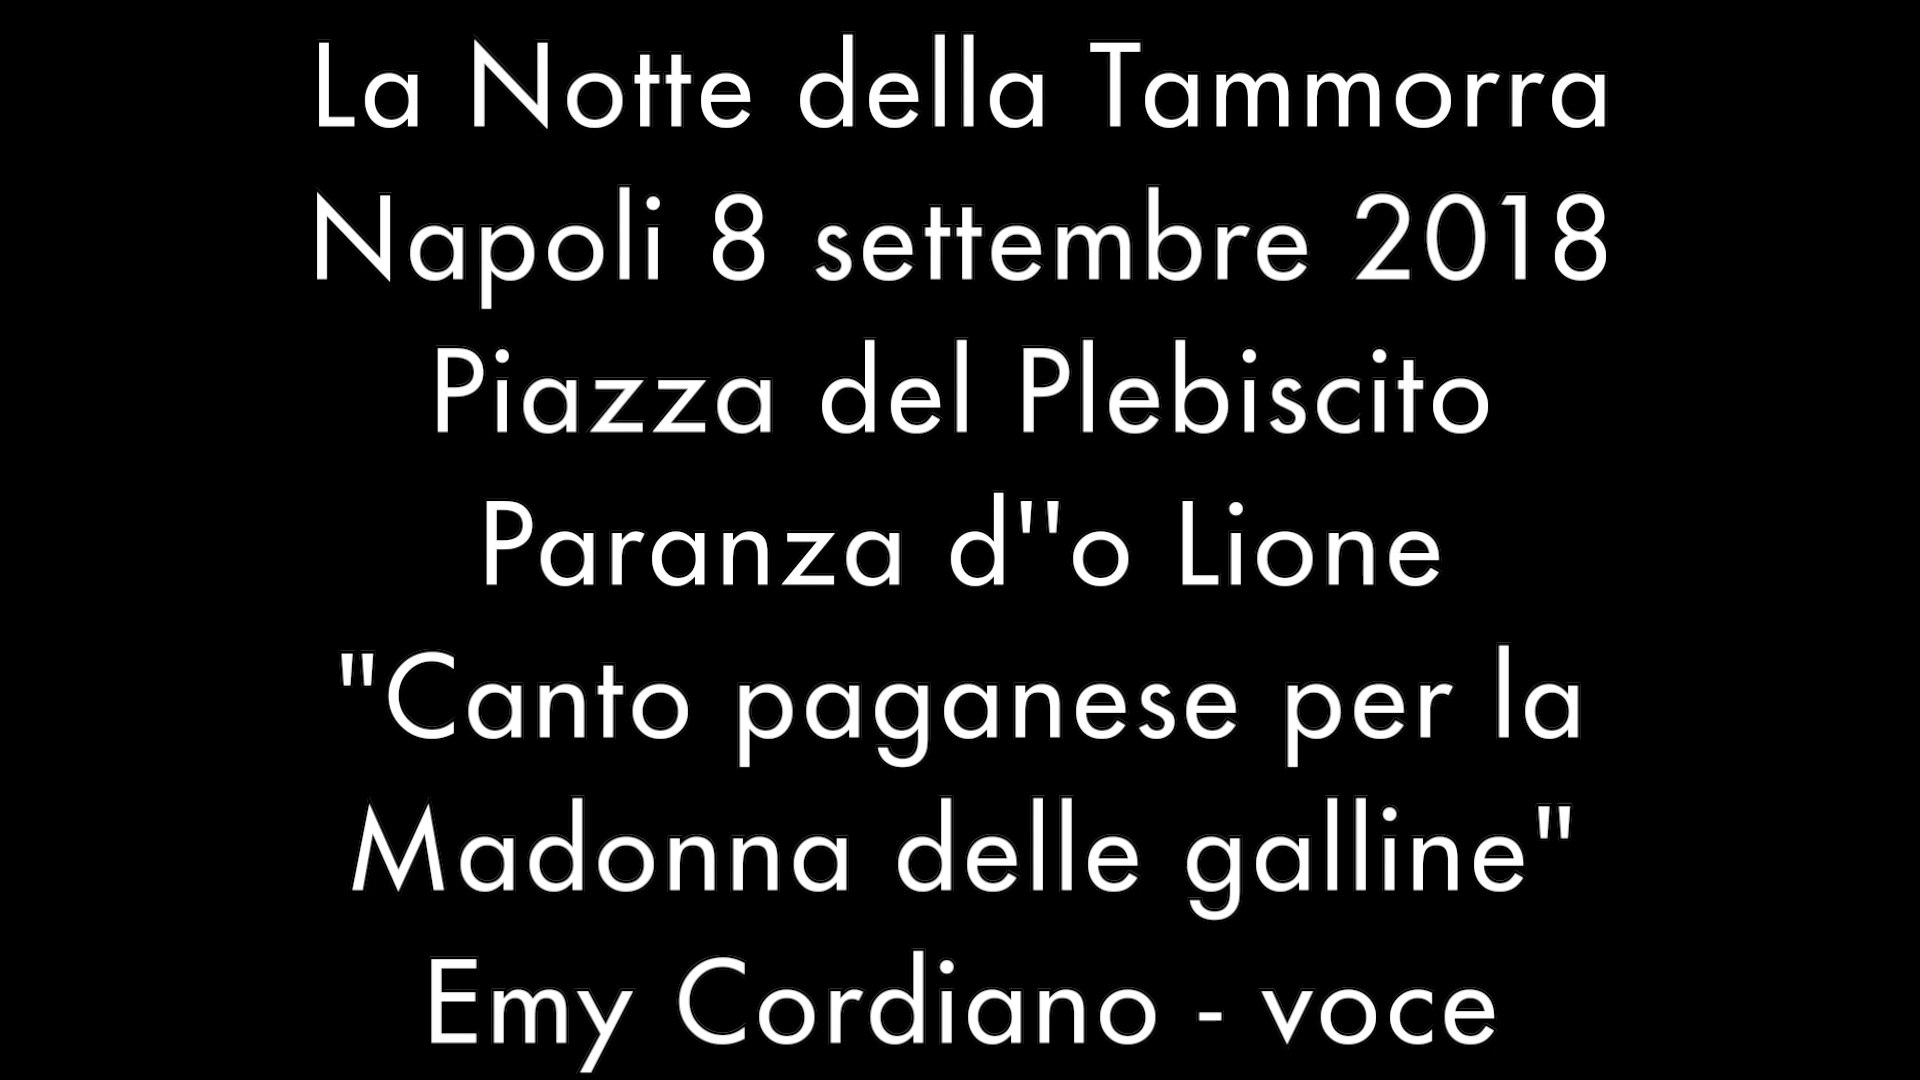 La Notte della Tammorra
Napoli 8 settembre 2018
Piazza del Plebiscito
Paranza d''o Lione
"Canto paganese per la
Madonna delle galline"
Emy Cordiano - voce